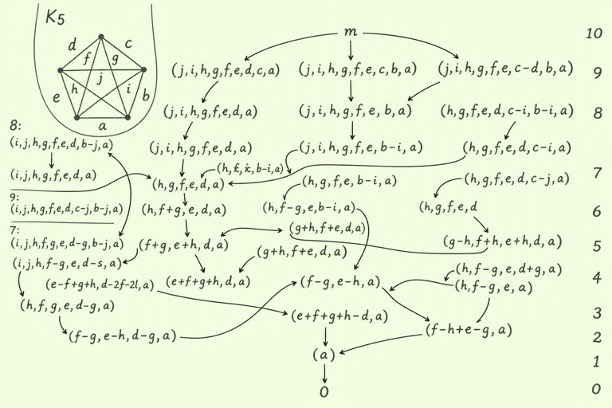 K5
m
10
d
c
f
g
j
i
e
b
a
(j,i,h,g,f,e,d,c,a)
(j,i,h,g,f,e,c,b,a)
(j,i,h,g,f,e,c-d,b,a)
9
(j,i,h,g,f,e,d,a)
(j,i,h,g,f,e,b,a)
(h,g,f,e,d,c-i,b-i,a)
8
8:
(i,j,h,g,f,e,d,b-j,a)
(j,i,h,g,f,e,d,a)
(j,i,h,g,f,e,b-i,a)
(h,g,f,e,d,c-i,a)
(i,j,h,g,f,e,d,a)
(h,g,f,e,d,a)
(h,g,f,e,b-i,a)
(h,g,f,e,d,c-j,a)
7
9:
(i,j,h,g,f,e,d,c-j,b-j,a)
(h,f+g,e,d,a)
(h,f-g,e,b-i,a)
(h,g,f,e,d
6
7:
(i,j,h,f,g,e,d-g,b-j,a)
(f+g,e+h,d,a)
(g+h,f+e,d,a)
(g-h,f+h,e+h,d,a)
5
(i,j,h,f-g,e,d-s,a)
(g+h,f+e,d,a)
(e-f+g+h,d-2f-2l,a)
(e+f+g+h,d,a)
(f-g,e-h,a)
(h,f-g,e,d+g,a)
(h,f-g,e,a)
4
(h,f,g,e,d-g,a)
(e+f+g+h-d,a)
3
(f-g,e-h,d-g,a)
(f-h+e-g,a)
2
(a)
1
0
0